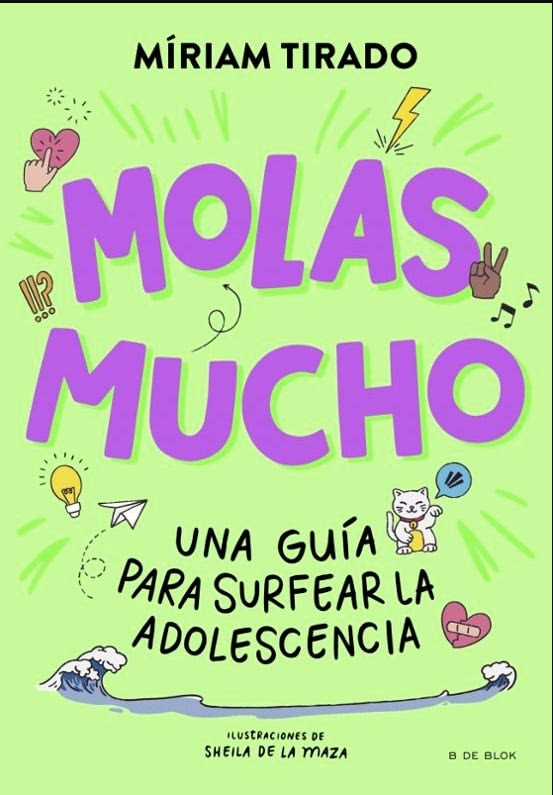 MÍRIAM TIRADO
MOLAS
MUCHO
!!?
UNA GUÍA
PARA SURFEAR LA
ADOLESCENCIA
ILUSTRACIONES DE
SHEILA DE LA MAZA
B DE BLOK